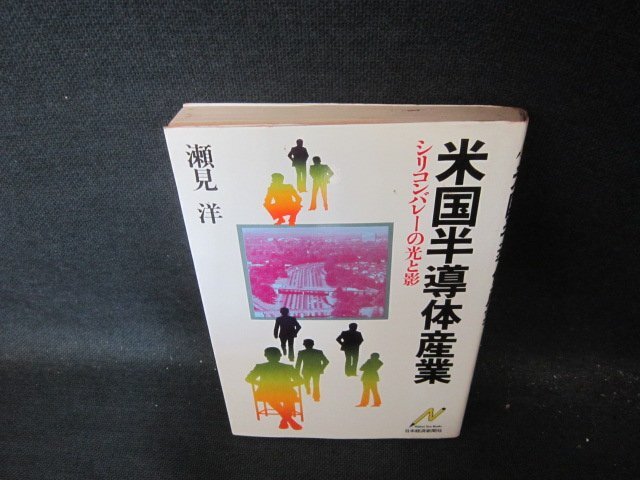 米国半導体産業
シリコンバレーの光と影
瀬見 洋
日本経済新聞社